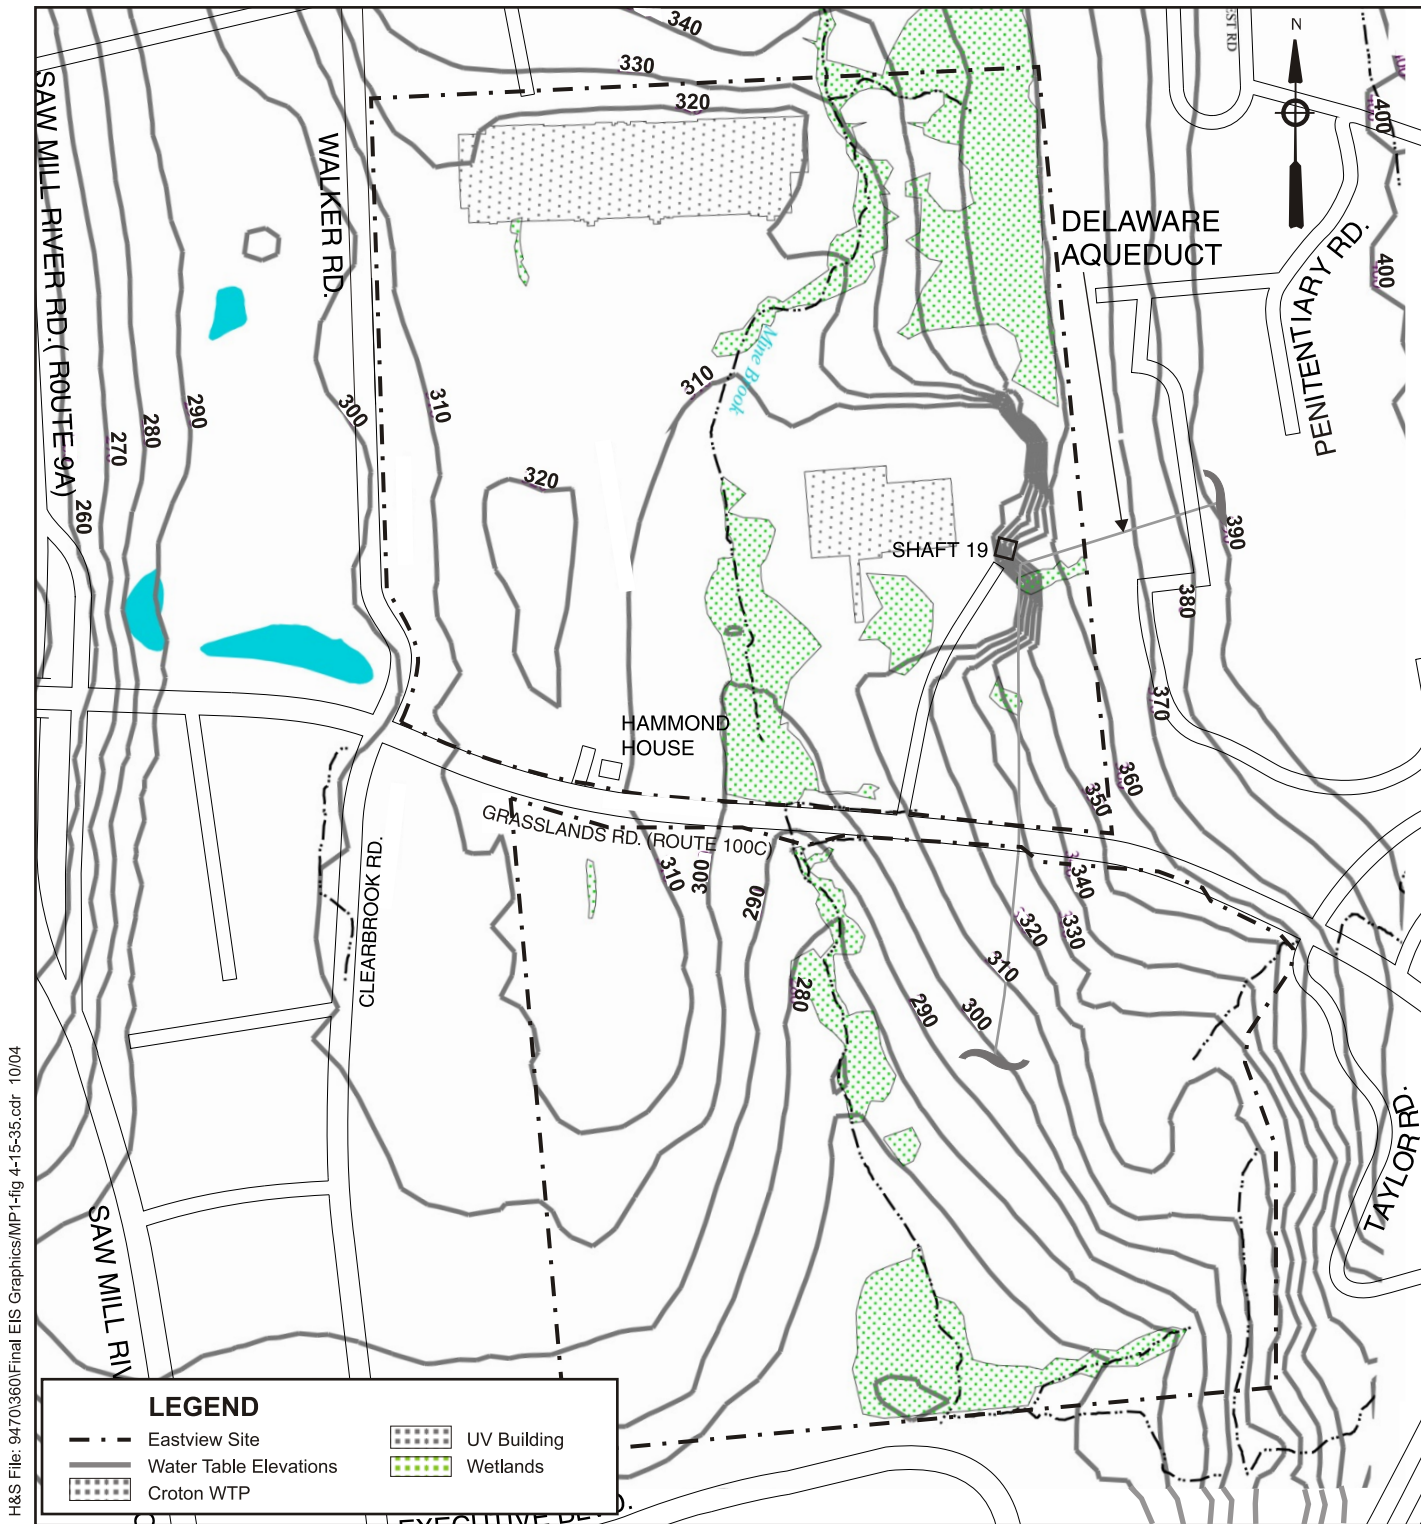 340
330
320
EST RD
N
400
SAW MILL RIVER RD.( ROUTE 9A)
WALKER RD.
DELAWARE
AQUEDUCT
PENITENTIARY RD.
400
Mine Brook
310
290
300
310
280
270
260
320
390
SHAFT 19
380
370
HAMMOND
HOUSE
360
350
GRASSLANDS RD. (ROUTE 100C)
310
300
290
340
330
320
310
CLEARBROOK RD.
280
290
300
TAYLOR RD.
SAW MILL RIV
H&S File: 9470\360\Final EIS Graphics/MP1-fig 4-15-35.cdr 10/04
LEGEND
Eastview Site
UV Building
Water Table Elevations
Wetlands
Croton WTP